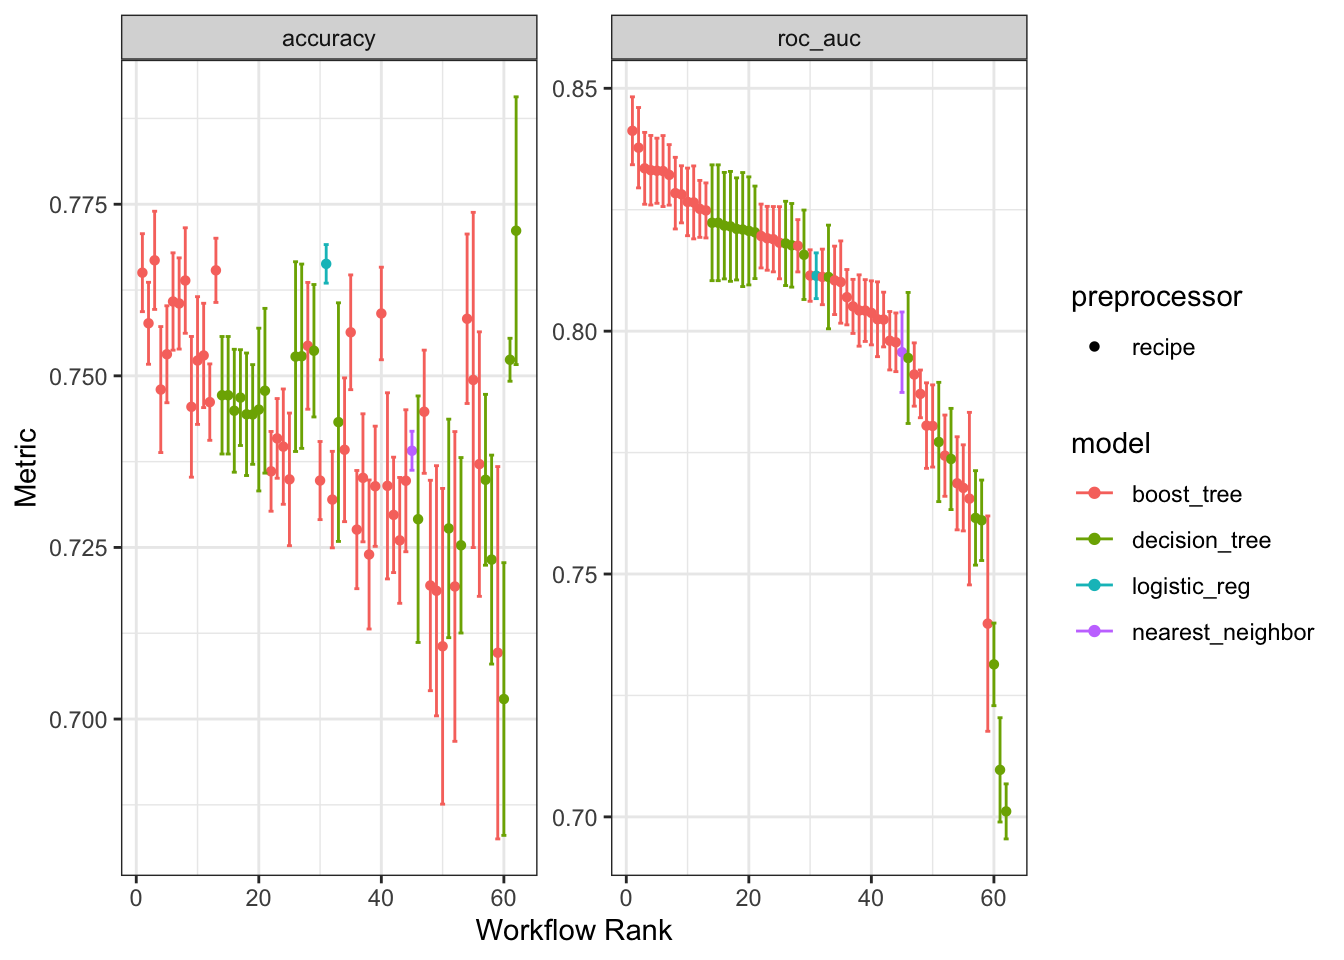 accuracy
roc_auc
Metric
0.775
0.750
0.725
0.700
0.85
0.80
0.75
0.70
0 20 40 60
0 20 40 60
Workflow Rank
preprocessor
recipe
model
boost_tree
decision_tree
logistic_reg
nearest_neighbor